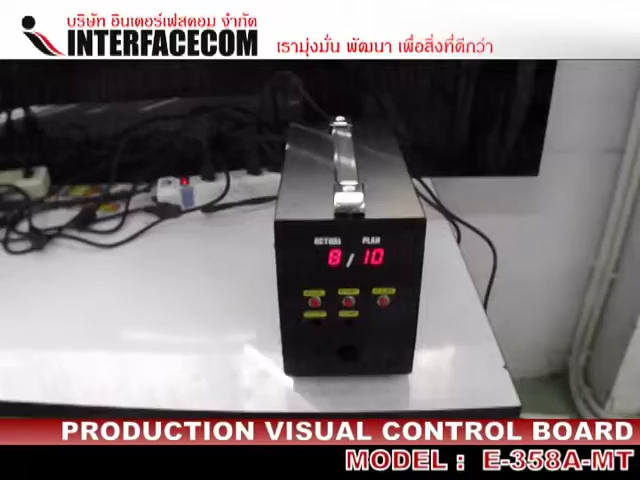 บริษัท อินเตอร์เฟสคอม จำกัด
INTERFACECOM
เรามุ่งมั่น พัฒนา เพื่อสิ่งที่ดีกว่า
ACTUAL PLAN
8/10
PRODUCTION VISUAL CONTROL BOARD
MODEL : E-358A-MT